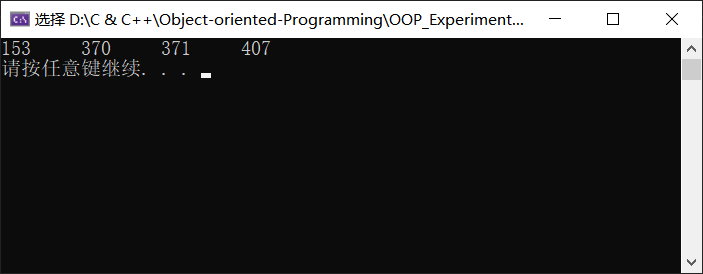 选择 D:\C & C++\Object-oriented-Programming\OOP_Experiment...
153     370     371     407
请按任意键继续. . .